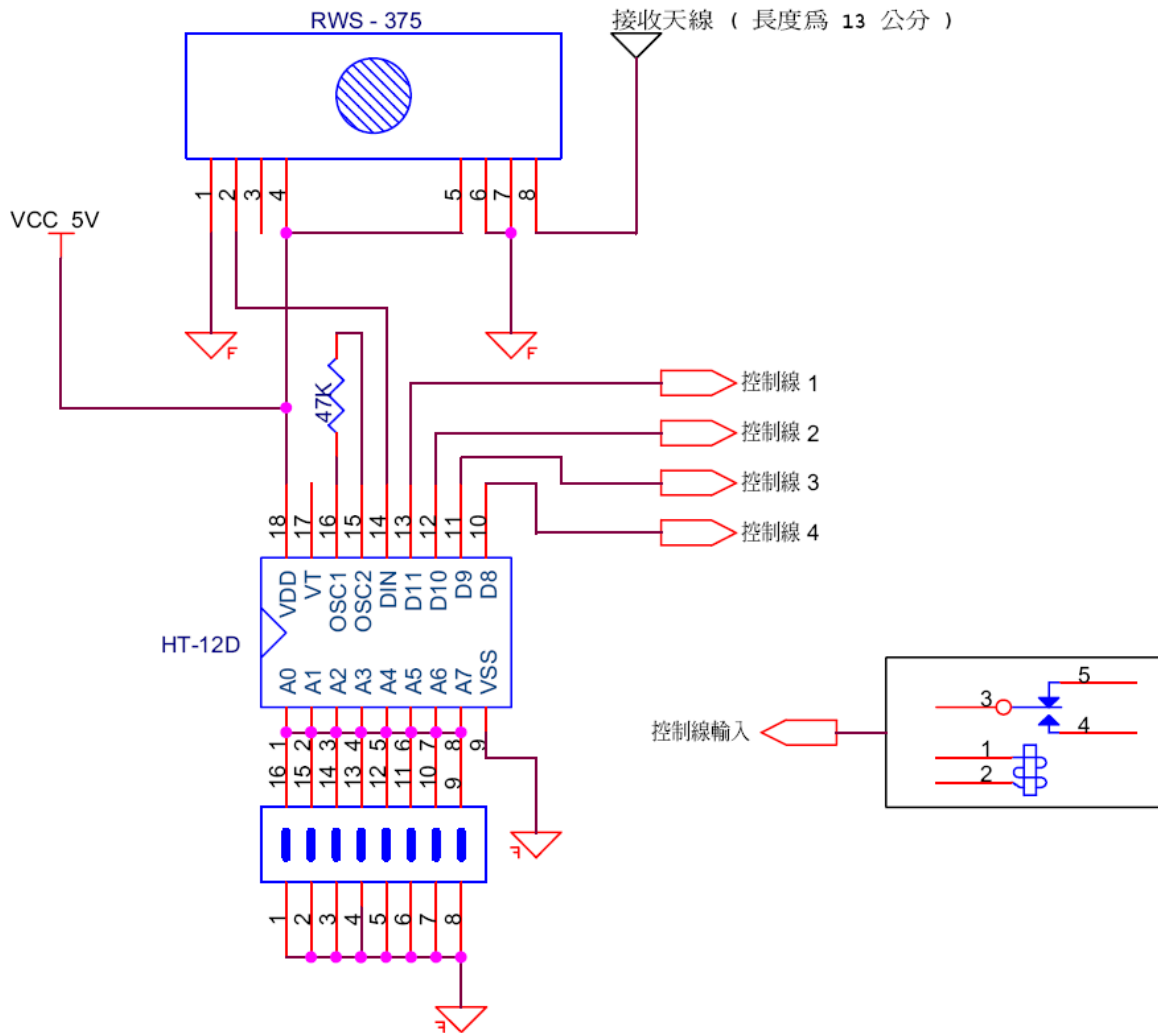 RWS - 375
接收天線 ( 長度爲 13 公分 )
1 2 3 4 5 6 7 8
VCC 5V
F F
47K
控制線 1
控制線 2
控制線 3
控制線 4
18 17 16 15 14 13 12 11 10
VDD VT OSC1 OSC2 DIN D11 D10 D9 D8
HT-12D
A0 A1 A2 A3 A4 A5 A6 A7 VSS
1 2 3 4 5 6 7 8 9
16 15 14 13 12 11 10 9
F
1 2 3 4 5 6 7 8
F
控制線輸入
5
3
4
1
2